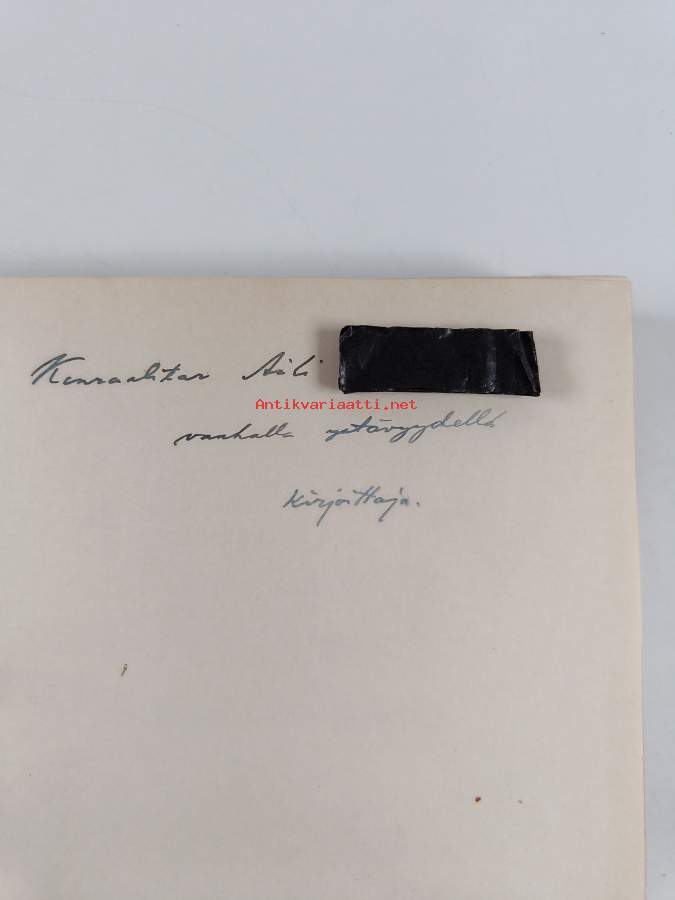 Kenraalitar Aili
Antikvariaatti.net
vanhalla ystävyydellä
Kirjoittaja.